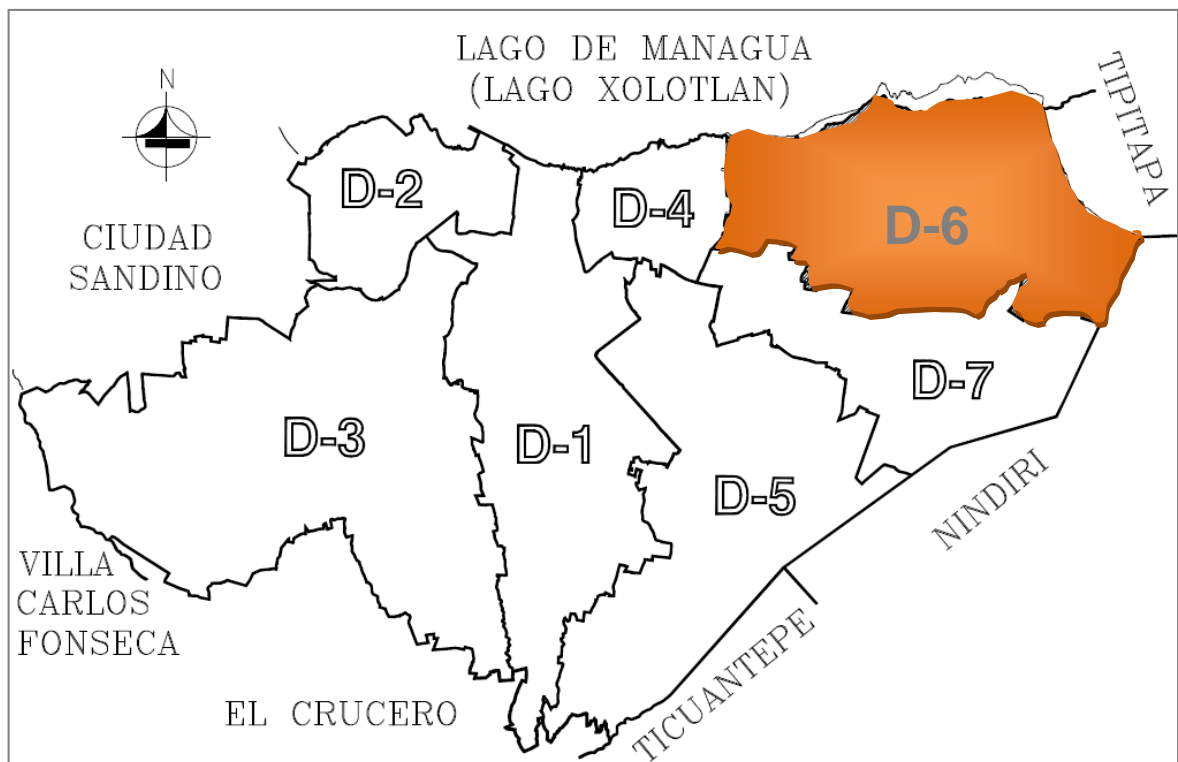 LAGO DE MANAGUA
(LAGO XOLOTLAN)
N
TIPITAPA
D-2
D-4
D-6
CIUDAD
SANDINO
D-7
D-3
D-1
D-5
NINDIRI
VILLA
CARLOS
FONSECA
TICUANTEPE
EL CRUCERO